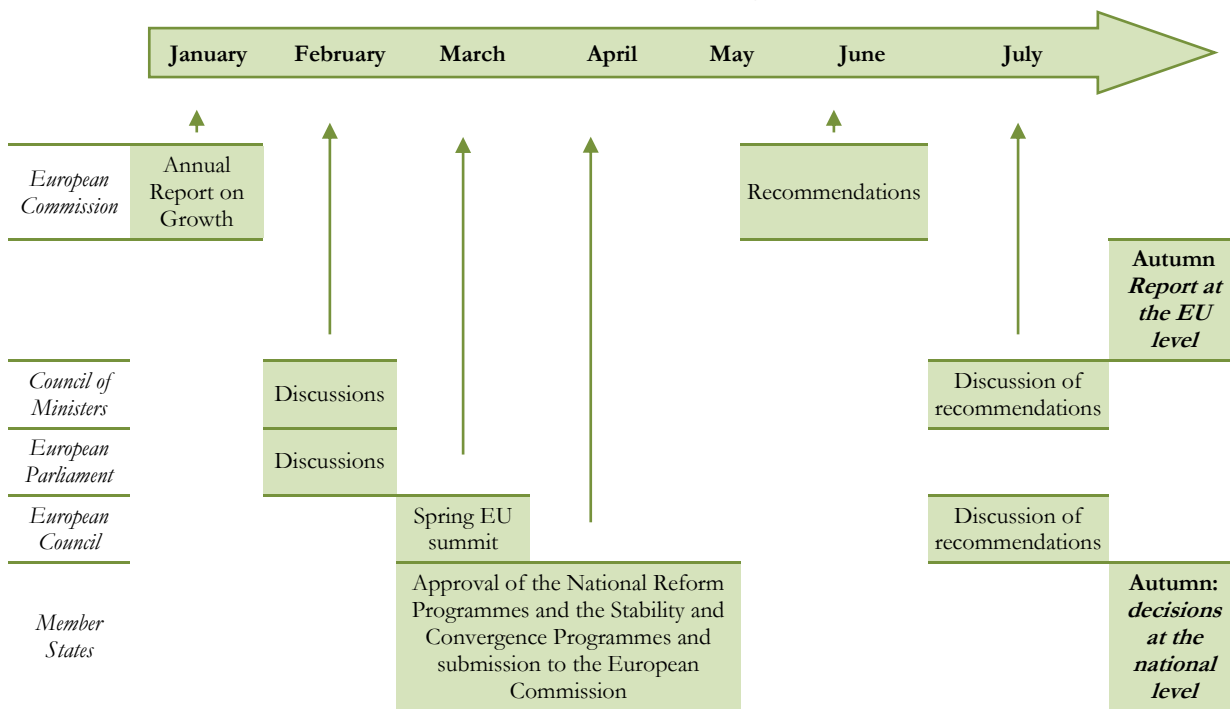 January February March April May June July
European
Commission
Annual
Report on
Growth
Recommendations
Autumn
Report at
the EU
level
Council of
Ministers
Discussions
Discussion of
recommendations
European
Parliament
Discussions
European
Council
Spring EU
summit
Discussion of
recommendations
Member
States
Approval of the National Reform
Programmes and the Stability and
Convergence Programmes and
submission to the European
Commission
Autumn:
decisions
at the
national
level